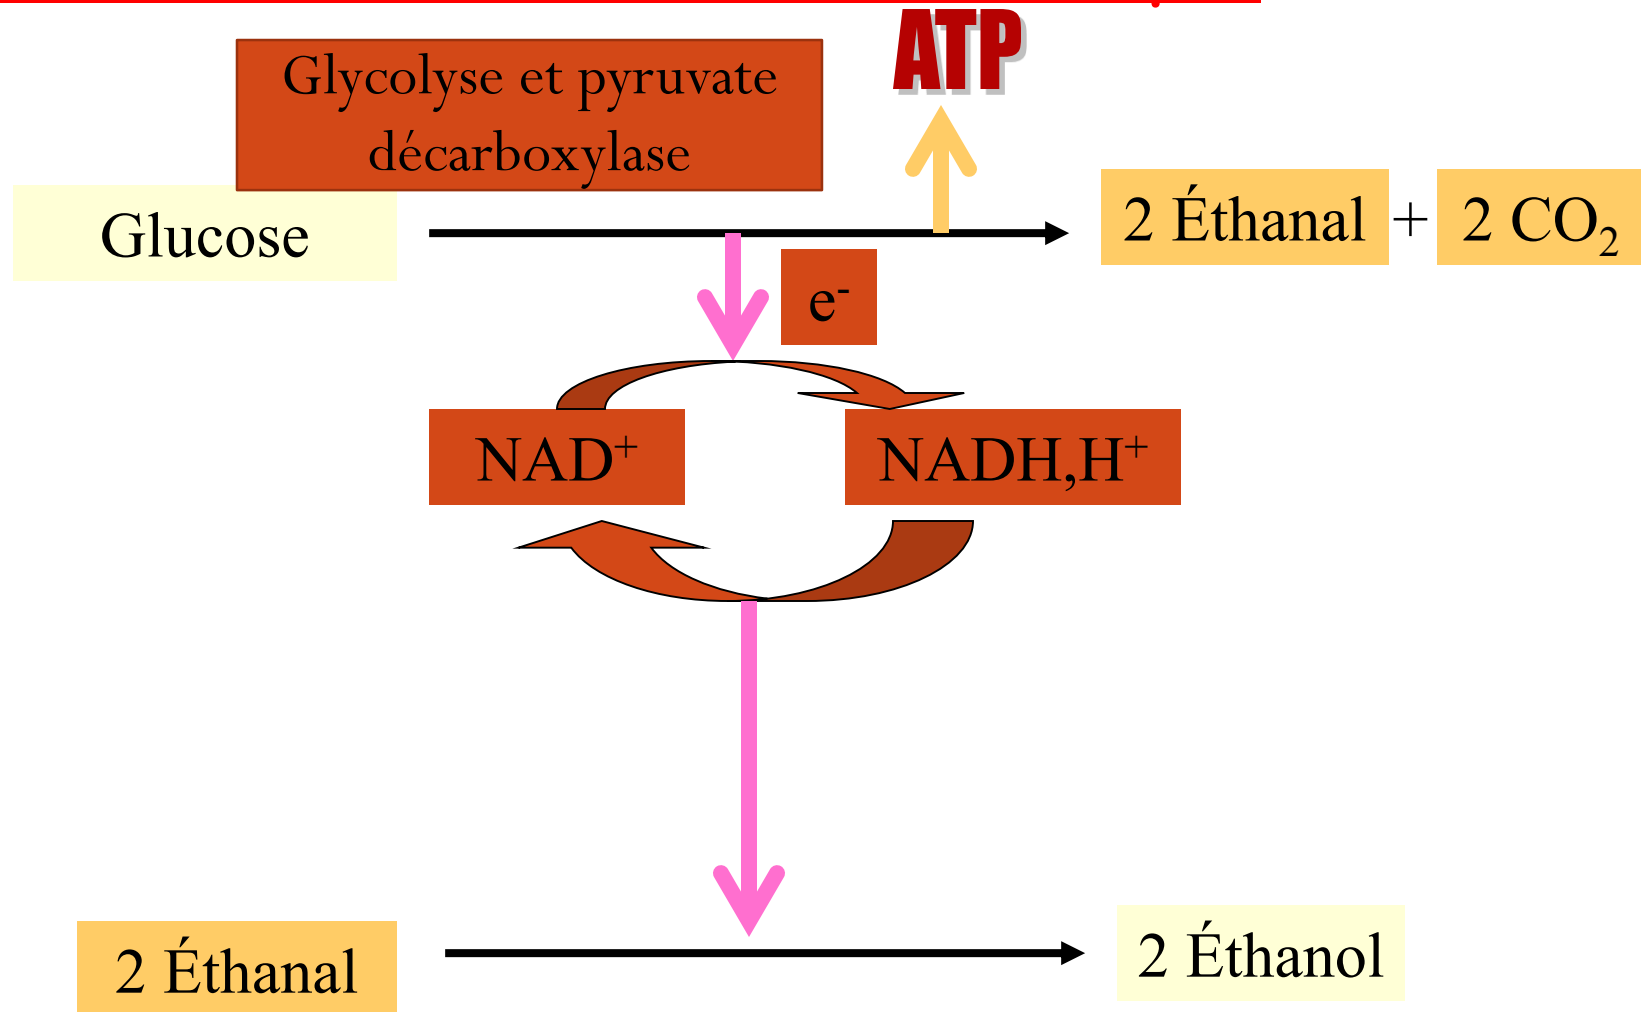 ATP
Glycolyse et pyruvate
décarboxylase
Glucose
2 Éthanal + 2 CO₂
e⁻
NAD⁺
NADH,H⁺
2 Éthanal
2 Éthanol